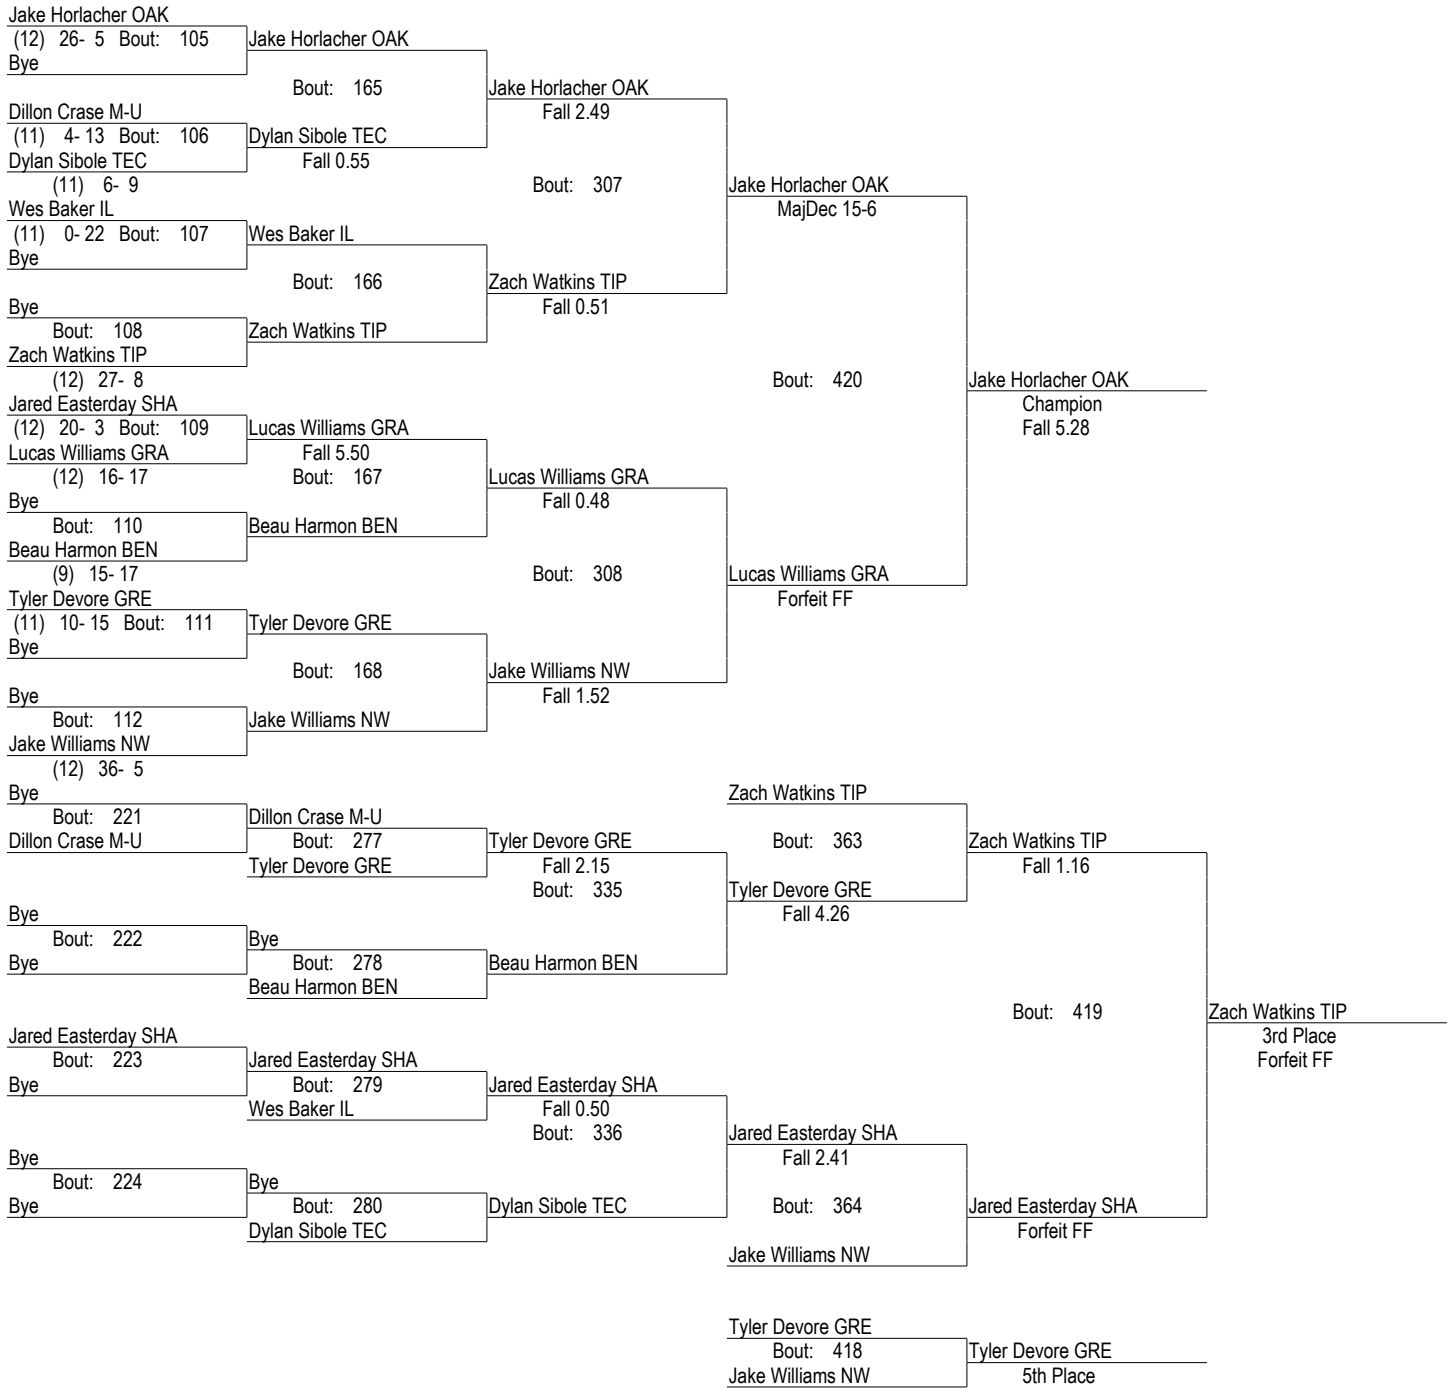 Jake Horlacher OAK
(12) 26- 5 Bout: 105 Jake Horlacher OAK
Bye
Bout: 165 Jake Horlacher OAK
Dillon Crase M-U Fall 2.49
(11) 4- 13 Bout: 106 Dylan Sibole TEC
Dylan Sibole TEC Fall 0.55
(11) 6- 9 Bout: 307 Jake Horlacher OAK
Wes Baker IL MajDec 15-6
(11) 0- 22 Bout: 107 Wes Baker IL
Bye
Bout: 166 Zach Watkins TIP
Bye Fall 0.51
Bout: 108 Zach Watkins TIP
Zach Watkins TIP
(12) 27- 8 Bout: 420 Jake Horlacher OAK
Jared Easterday SHA Champion
(12) 20- 3 Bout: 109 Lucas Williams GRA Fall 5.28
Lucas Williams GRA Fall 5.50
(12) 16- 17 Bout: 167 Lucas Williams GRA
Bye Fall 0.48
Bout: 110 Beau Harmon BEN
Beau Harmon BEN
(9) 15- 17 Bout: 308 Lucas Williams GRA
Tyler Devore GRE Forfeit FF
(11) 10- 15 Bout: 111 Tyler Devore GRE
Bye
Bout: 168 Jake Williams NW
Bye Fall 1.52
Bout: 112 Jake Williams NW
Jake Williams NW
(12) 36- 5
Bye Zach Watkins TIP
Bout: 221 Dillon Crase M-U
Dillon Crase M-U Bout: 277 Tyler Devore GRE Bout: 363 Zach Watkins TIP
Tyler Devore GRE Fall 2.15 Fall 1.16
Bout: 335 Tyler Devore GRE
Bye Fall 4.26
Bout: 222 Bye
Bye Bout: 278 Beau Harmon BEN
Beau Harmon BEN
Bout: 419 Zach Watkins TIP
Jared Easterday SHA 3rd Place
Bout: 223 Jared Easterday SHA Forfeit FF
Bye Bout: 279 Jared Easterday SHA
Wes Baker IL Fall 0.50
Bout: 336 Jared Easterday SHA
Bye Fall 2.41
Bout: 224 Bye
Bye Bout: 280 Dylan Sibole TEC Bout: 364 Jared Easterday SHA
Dylan Sibole TEC Forfeit FF
Jake Williams NW
Tyler Devore GRE
Bout: 418 Tyler Devore GRE
Jake Williams NW 5th Place